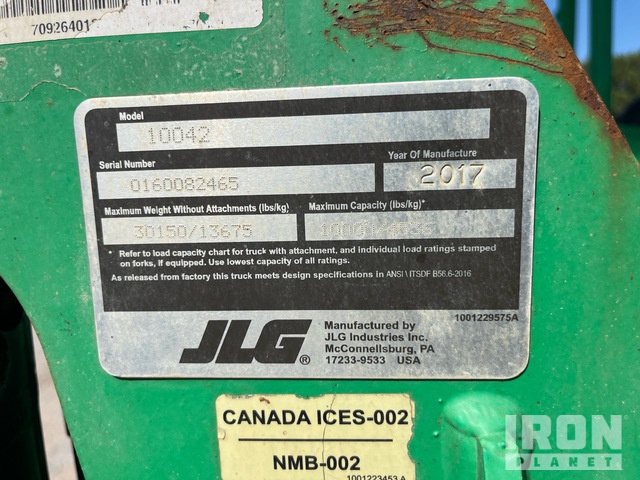 Model
10042
Serial Number
0160082465
Year Of Manufacture
2017
Maximum Weight Without Attachments (lbs/kg)
30150/13675
Maximum Capacity (lbs/kg)*
* Refer to load capacity chart for truck with attachment, and individual load ratings stamped
on forks, if equipped. Use lowest capacity of all ratings.
As released from factory this truck meets design specifications in ANSI \ ITSDF B56.6-2016
1001229575A
JLG®
Manufactured by
JLG Industries Inc.
McConnellsburg, PA
17233-9533 USA
CANADA ICES-002
NMB-002
1001223453 A
IRON
PLANET